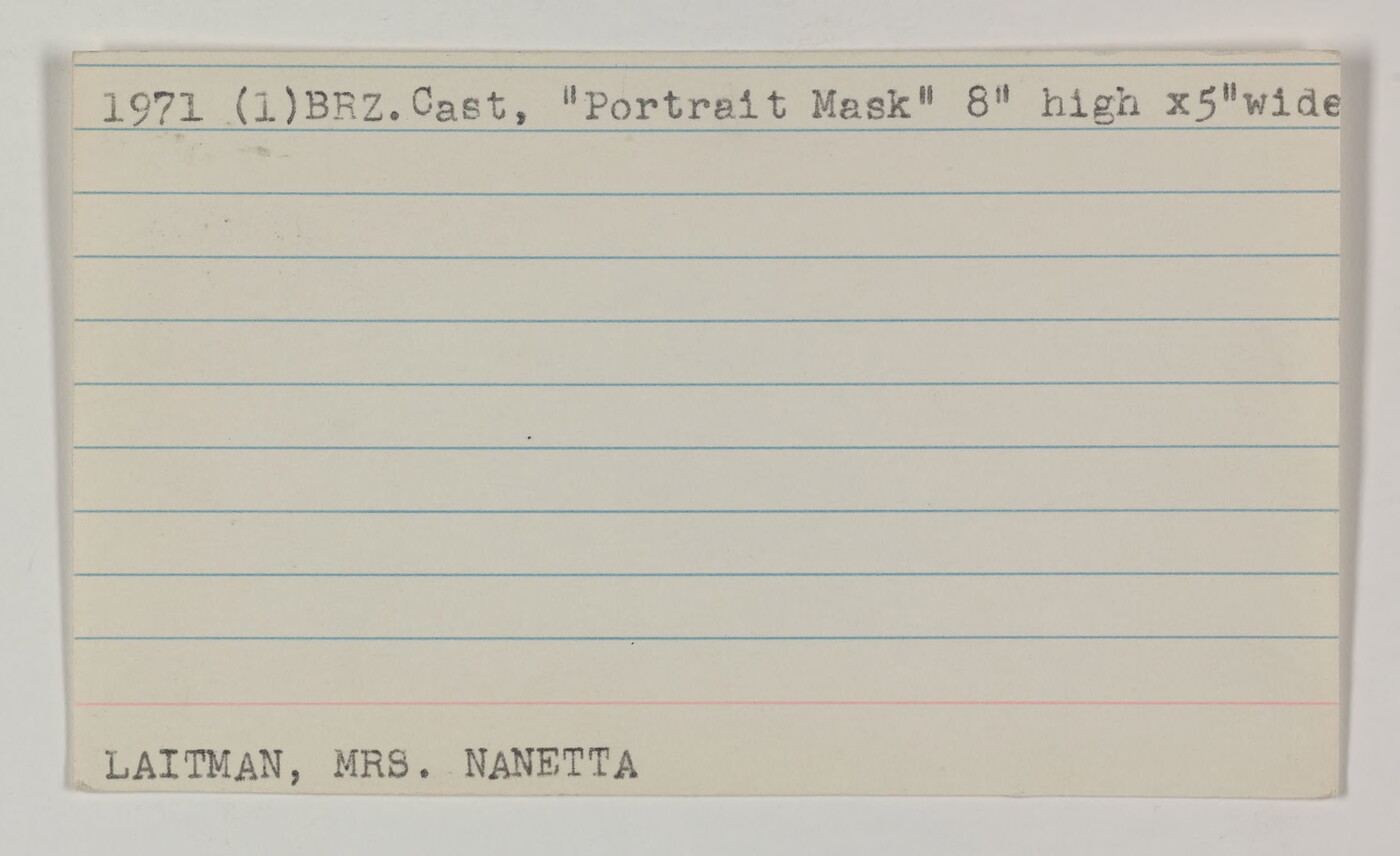 1971 (1)BRZ.Cast, "Portrait Mask" 8" high x5"wide
LAITMAN, MRS. NANETTA